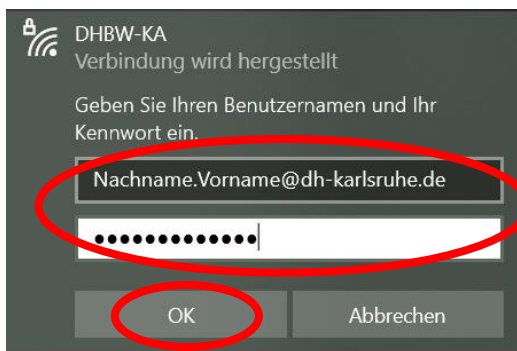 DHBW-KA
Verbindung wird hergestellt
Geben Sie Ihren Benutzernamen und Ihr
Kennwort ein.
Nachname.Vorname@dh-karlsruhe.de
●●●●●●●●●●●●●
OK
Abbrechen